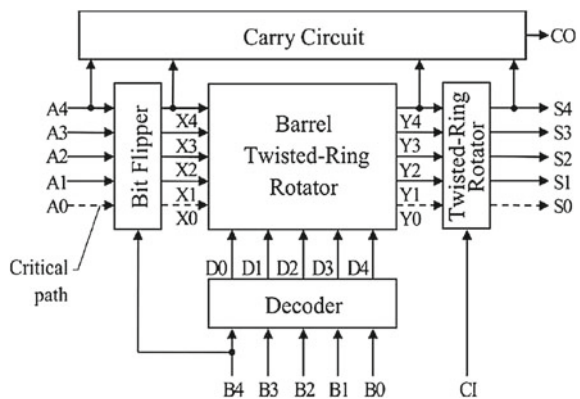 Carry Circuit
CO
A4
A3
A2
A1
A0
Bit Flipper
X4
X3
X2
X1
X0
Barrel
Twisted-Ring
Rotator
Y4
Y3
Y2
Y1
Y0
Twisted-Ring
Rotator
S4
S3
S2
S1
S0
Critical
path
D0 D1 D2 D3 D4
Decoder
B4 B3 B2 B1 B0 CI